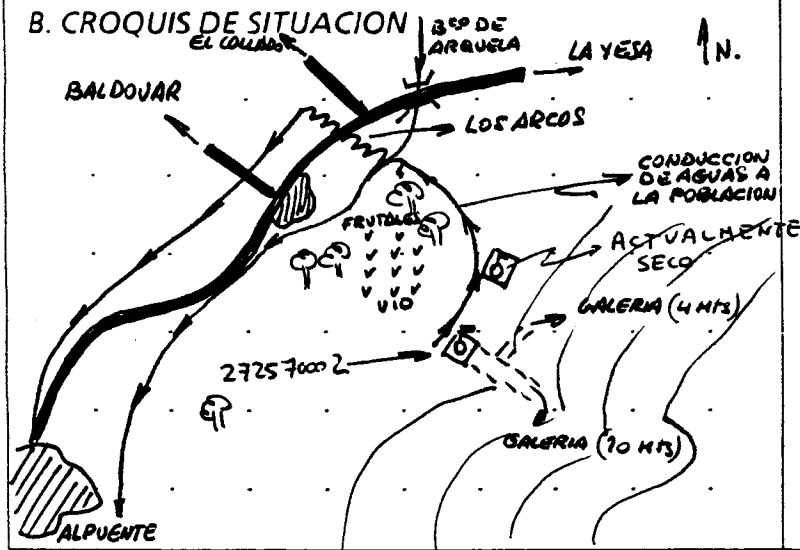 B. CROQUIS DE SITUACION
EL COLLADO
Bco DE
ARQUELA
LA YESA
N.
BALDOVAR
LOS ARCOS
CONDUCCION
DE AGUAS A
LA POBLACION
FRUTALES
ACTUALMENTE
SECO
VID
GALERIA (4 Mts)
272570002
GALERIA (10 Mts)
ALPUENTE